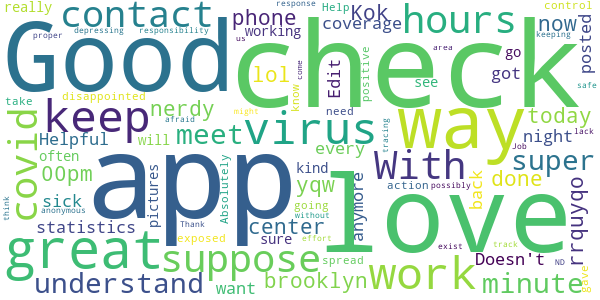 really
contact
phone
response
Help
Kok
hours
coverage
now
control
proper
depressing
responsibility
us
working
posted
keeping
Good
check
lol
Edit
positive
come
area
go
got
see
safe
take
disappointed
keep
nerdy
virus
know
way
today
covid
Helpful
will
meet
afraid
need
tracing
night
lack
often
every
Job
00pm
With
super
sick
pictures
Absolutely
app
kind
yqw
anymore
action
possibly
back
done
rrquyqo
think
anonymous
Thank
might
going
without
love
statistics
center
exposed
sure
spread
effort
exist
track
great
suppose
work
Doesn't
minute
understand
want
brooklyn
ND
save